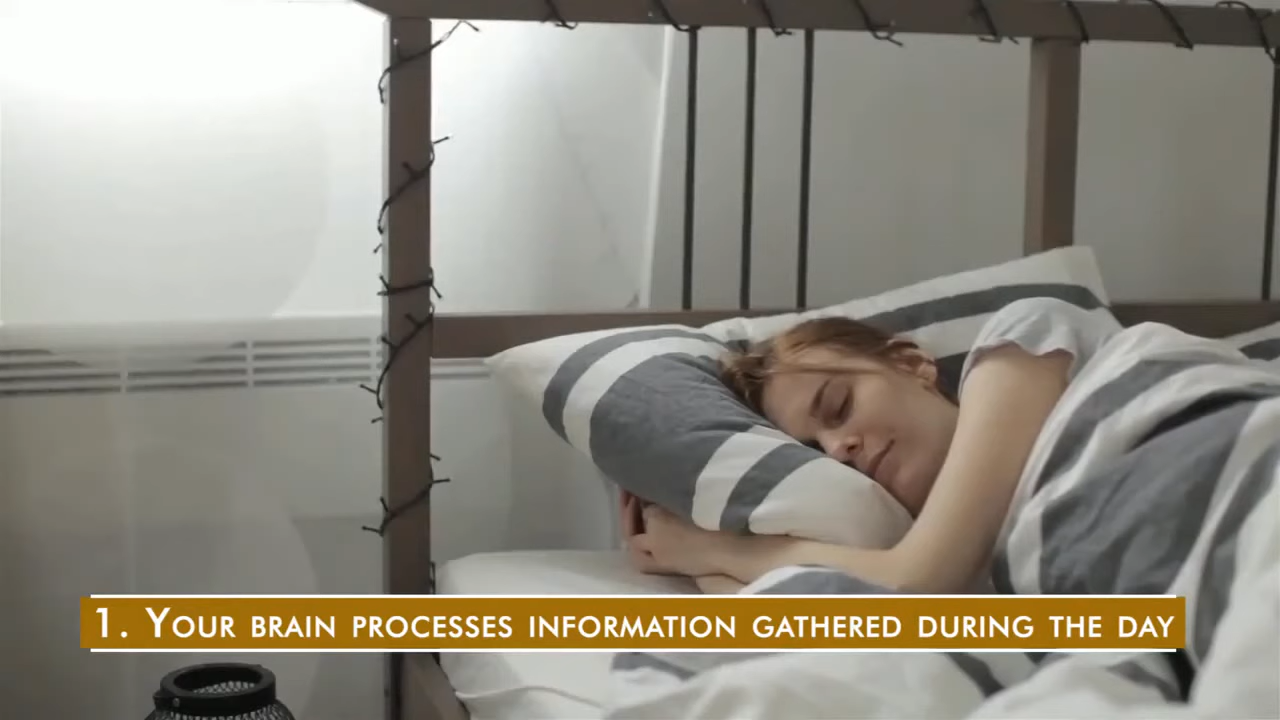 1. Your brain processes information gathered during the day